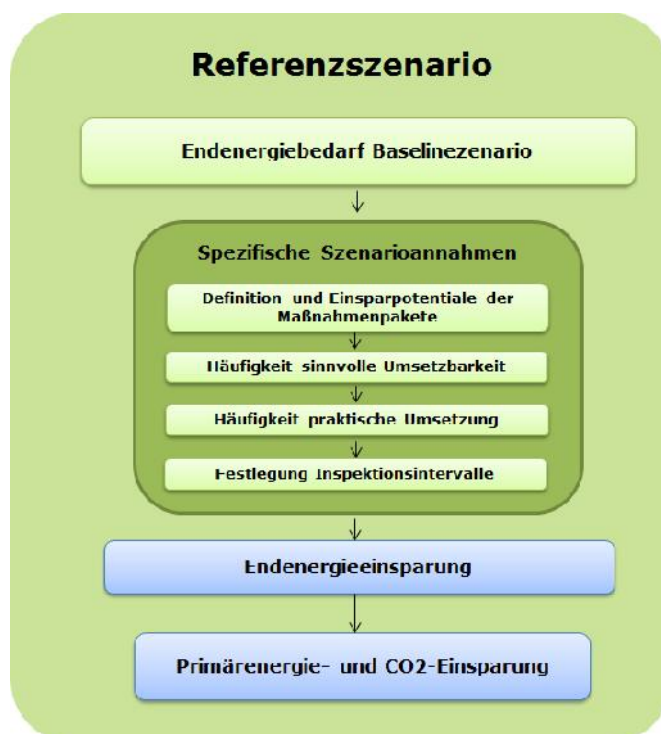 Referenzszenario
Endenergiebedarf Baselinezenario
Spezifische Szenarioannahmen
Definition und Einsparpotentiale der
Maßnahmenpakete
Häufigkeit sinnvolle Umsetzbarkeit
Häufigkeit praktische Umsetzung
Festlegung Inspektionsintervalle
Endenergieeinsparung
Primärenergie- und CO2-Einsparung